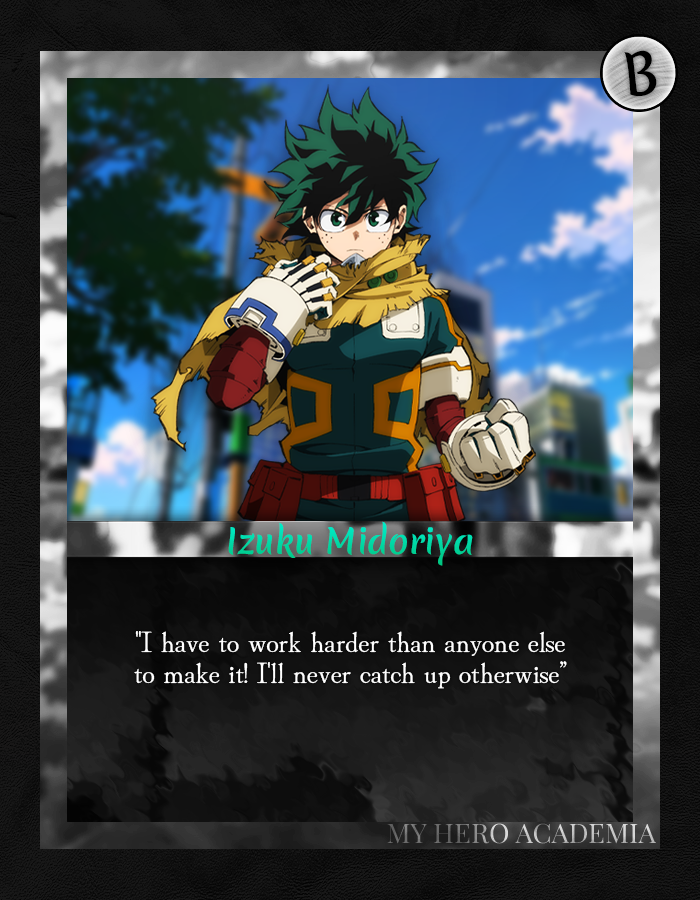 B
Izuku Midoriya
"I have to work harder than anyone else
to make it! I'll never catch up otherwise”
MY HERO ACADEMIA